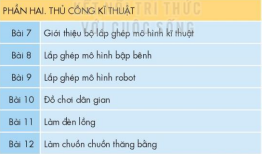 PHẦN HAI. THỦ CÔNG KĨ THUẬT
Bài 7 Giới thiệu bộ lắp ghép mô hình kĩ thuật
Bài 8 Lắp ghép mô hình bập bênh
Bài 9 Lắp ghép mô hình robot
Bài 10 Đồ chơi dân gian
Bài 11 Làm đèn lồng
Bài 12 Làm chuồn chuồn thăng bằng